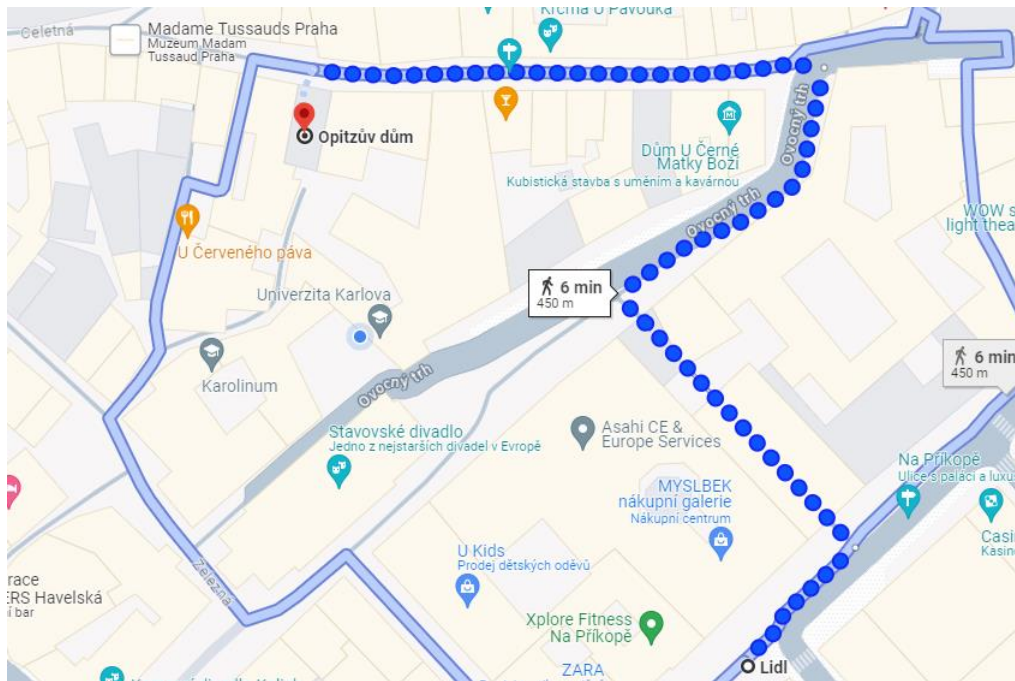 Krčma U Pavouka
Celetná
Madame Tussauds Praha
Muzeum Madam
Tussaud Praha
Opitzův dům
Ovocný trh
Dům U Černé
Matky Boží
Kubistická stavba s uměním a kavárnou
Ovocný trh
WOW
light thea
U Červeného páva
6 min
450 m
Univerzita Karlova
Karolinum
Ovocný trh
6 min
450 m
Stavovské divadlo
Jedno z nejstarších divadel v Evropě
Asahi CE &
Europe Services
Na Příkopě
Ulice s paláci a luxu
MYSLBEK
nákupní galerie
Nákupní centrum
Casi
Kasino
U Kids
Prodej dětských oděvů
Železná
race
ERS Havelská
ní bar
Xplore Fitness
Na Příkopě
ZARA
Lidl